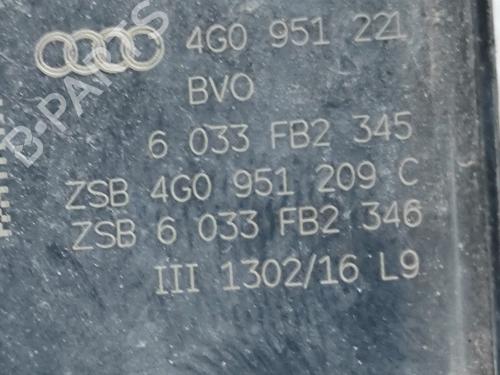 4G0 951 221
BVO
6 033 FB2 345
ZSB 4G0 951 209 C
ZSB 6 033 FB2 346
III 1302/16 L9
B-PARTS